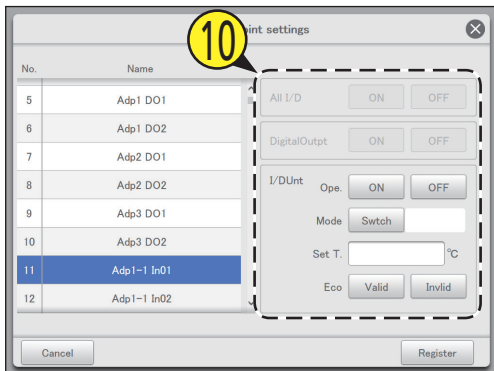 10
int settings
No. Name
5 Adp1 DO1
6 Adp1 DO2
7 Adp2 DO1
8 Adp2 DO2
9 Adp3 DO1
10 Adp3 DO2
11 Adp1-1 In01
12 Adp1-1 In02
All I/D ON OFF
DigitalOutpt ON OFF
I/DUnt Ope. ON OFF
Mode Swtch
Set T. ℃
Eco Valid Invlid
Cancel Register